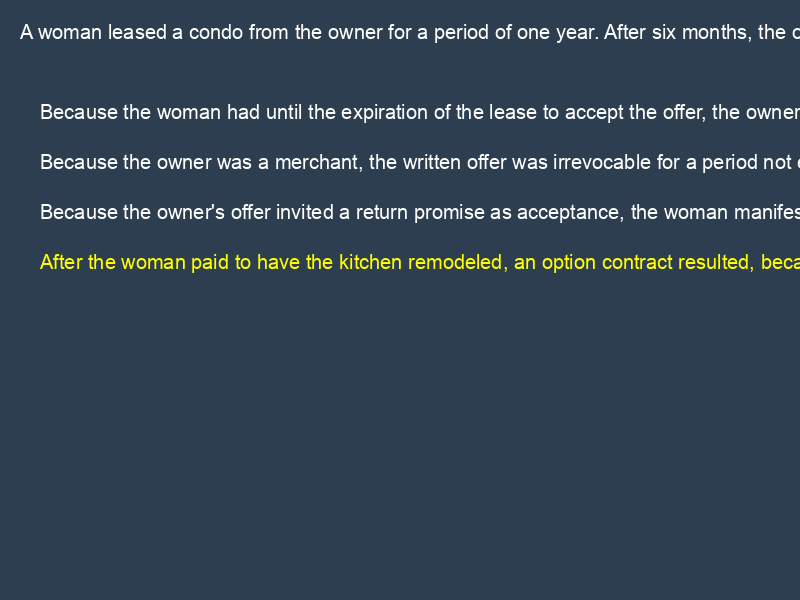 A woman leased a condo from the owner for a period of one year. After six months, the
Because the woman had until the expiration of the lease to accept the offer, the owner
Because the owner was a merchant, the written offer was irrevocable for a period not
Because the owner's offer invited a return promise as acceptance, the woman
After the woman paid to have the kitchen remodeled, an option contract resulted,